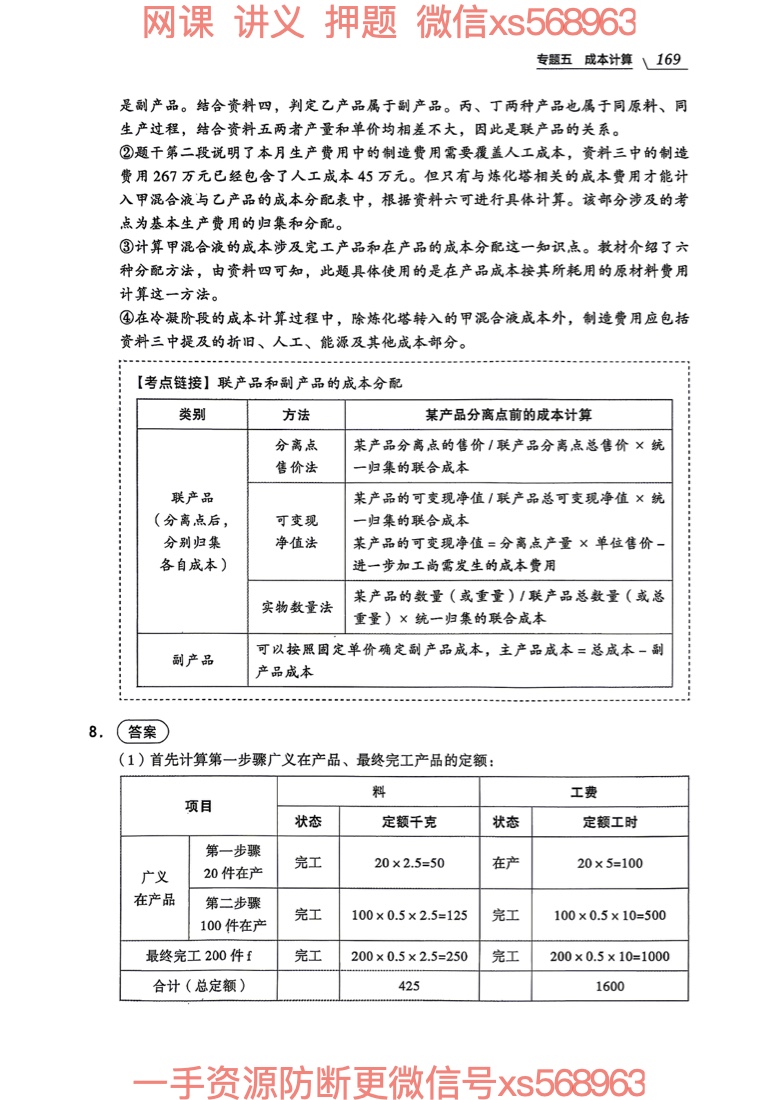 网课 讲义 押题 微信xs568963
专题五 成本计算 169
是副产品。结合资料四，判定乙产品属于副产品。丙、丁两种产品也属于同原料、同
生产过程，结合资料五两者产量和单价均相差不大，因此是联产品的关系。
②题干第二段说明了本月生产费用中的制造费用需要覆盖人工成本，资料三中的制造
费用 267 万元已经包含了人工成本 45 万元。但只有与炼化塔相关的成本费用才能计
入甲混合液与乙产品的成本分配表中，根据资料六可进行具体计算。该部分涉及的考
点为基本生产费用的归集和分配。
③计算甲混合液的成本涉及完工产品和在产品的成本分配这一知识点。教材介绍了六
种分配方法，由资料四可知，此题具体使用的是在产品成本按其所耗用的原材料费用
计算这一方法。
④在冷凝阶段的成本计算过程中，除炼化塔转入的甲混合液成本外，制造费用应包括
资料三中提及的折旧、人工、能源及其他成本部分。
【考点链接】联产品和副产品的成本分配
类别 方法 某产品分离点前的成本计算
联产品
（分离点后，
分别归集
各自成本）
分离点
售价法
某产品分离点的售价 / 联产品分离点总售价 × 统
一归集的联合成本
可变现
净值法
某产品的可变现净值 / 联产品总可变现净值 × 统
一归集的联合成本
某产品的可变现净值 = 分离点产量 × 单位售价 −
进一步加工尚需发生的成本费用
实物数量法
某产品的数量（或重量）/ 联产品总数量（或总
重量）× 统一归集的联合成本
副产品
可以按照固定单价确定副产品成本，主产品成本 = 总成本 − 副
产品成本
8. 答案
（1）首先计算第一步骤广义在产品、最终完工产品的定额：
项目 料 工费
状态 定额千克 状态 定额工时
广义
在产品
第一步骤
20 件在产
完工 20×2.5=50 在产 20×5=100
第二步骤
100 件在产
完工 100×0.5×2.5=125 完工 100×0.5×10=500
最终完工 200 件 f 完工 200×0.5×2.5=250 完工 200×0.5×10=1000
合计（总定额） 425 1600
一手资源防断更微信号xs568963